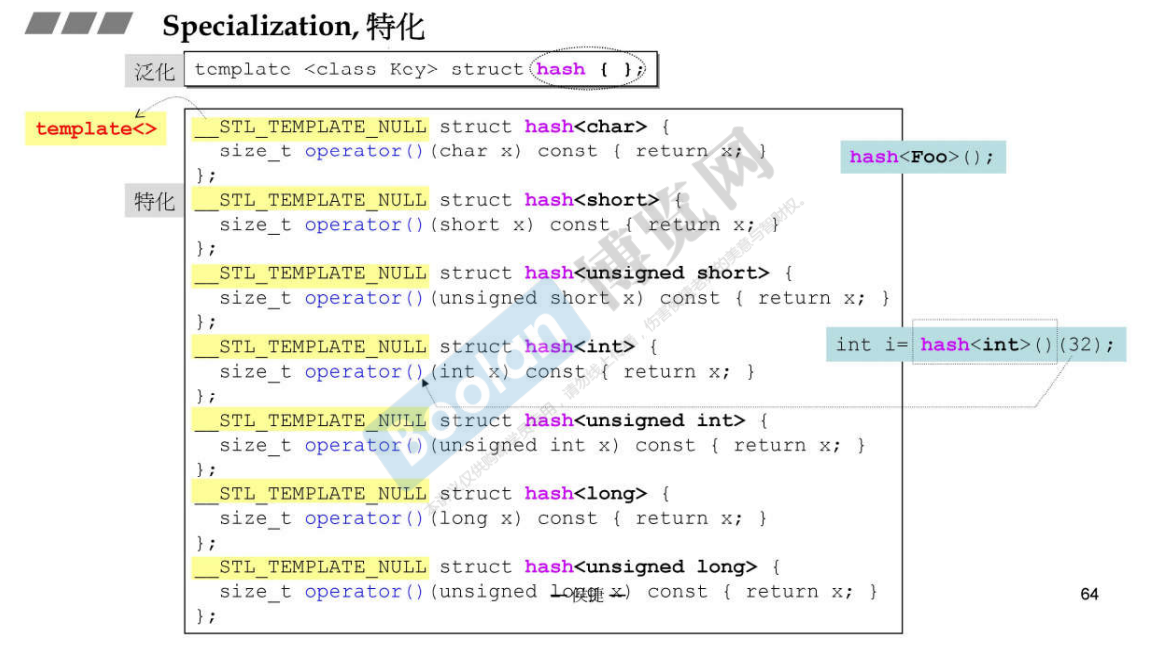 Specialization, 特化
泛化
template <class Key> struct hash { };
template<>
__STL_TEMPLATE_NULL struct hash<char> {
size_t operator()(char x) const { return x; }
};
hash<Foo>();
特化
__STL_TEMPLATE_NULL struct hash<short> {
size_t operator()(short x) const { return x; }
};
__STL_TEMPLATE_NULL struct hash<unsigned short> {
size_t operator()(unsigned short x) const { return x; }
};
__STL_TEMPLATE_NULL struct hash<int> {
size_t operator()(int x) const { return x; }
};
int i= hash<int>()(32);
__STL_TEMPLATE_NULL struct hash<unsigned int> {
size_t operator()(unsigned int x) const { return x; }
};
__STL_TEMPLATE_NULL struct hash<long> {
size_t operator()(long x) const { return x; }
};
__STL_TEMPLATE_NULL struct hash<unsigned long> {
size_t operator()(unsigned long x) const { return x; }
};
— 侯捷 —
64
Boolan
博览网